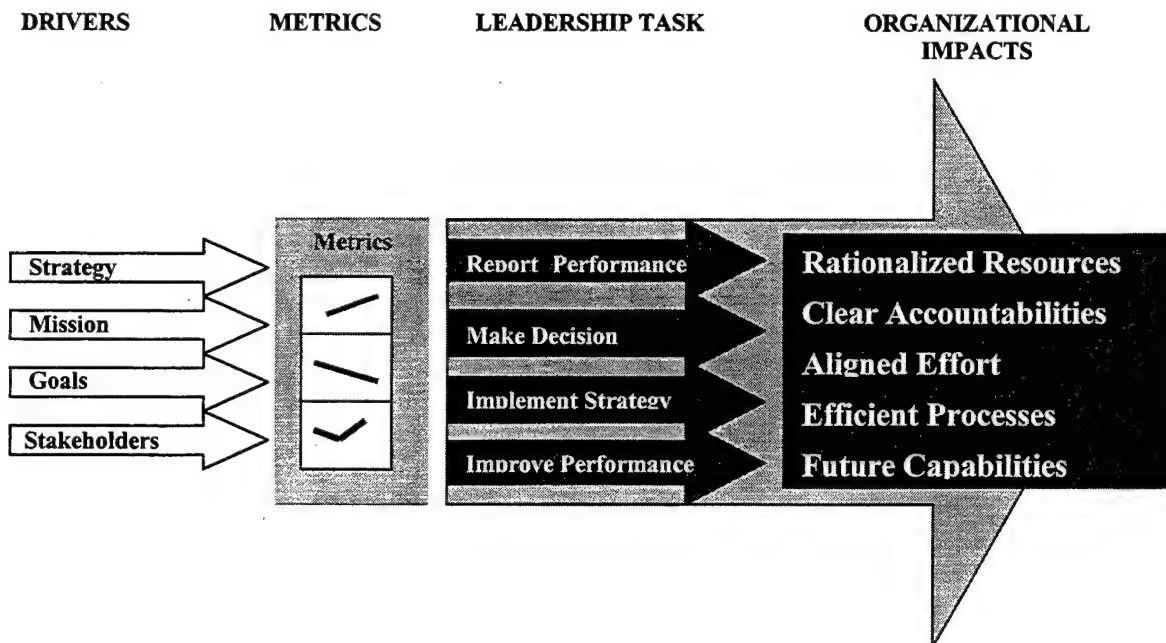 DRIVERS
METRICS
LEADERSHIP TASK
ORGANIZATIONAL
IMPACTS
Strategy
Mission
Goals
Stakeholders
Metrics
Report Performance
Make Decision
Implement Strategy
Improve Performance
Rationalized Resources
Clear Accountabilities
Aligned Effort
Efficient Processes
Future Capabilities